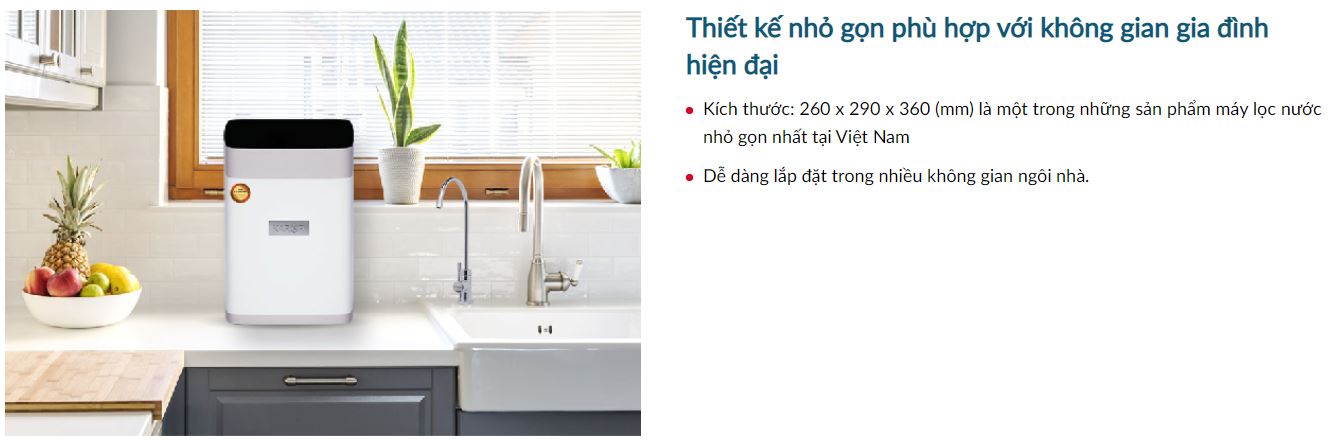 Thiết kế nhỏ gọn phù hợp với không gian gia đình
hiện đại
Kích thước: 260 x 290 x 360 (mm) là một trong những sản phẩm máy lọc nước
nhỏ gọn nhất tại Việt Nam
Dễ dàng lắp đặt trong nhiều không gian ngôi nhà.